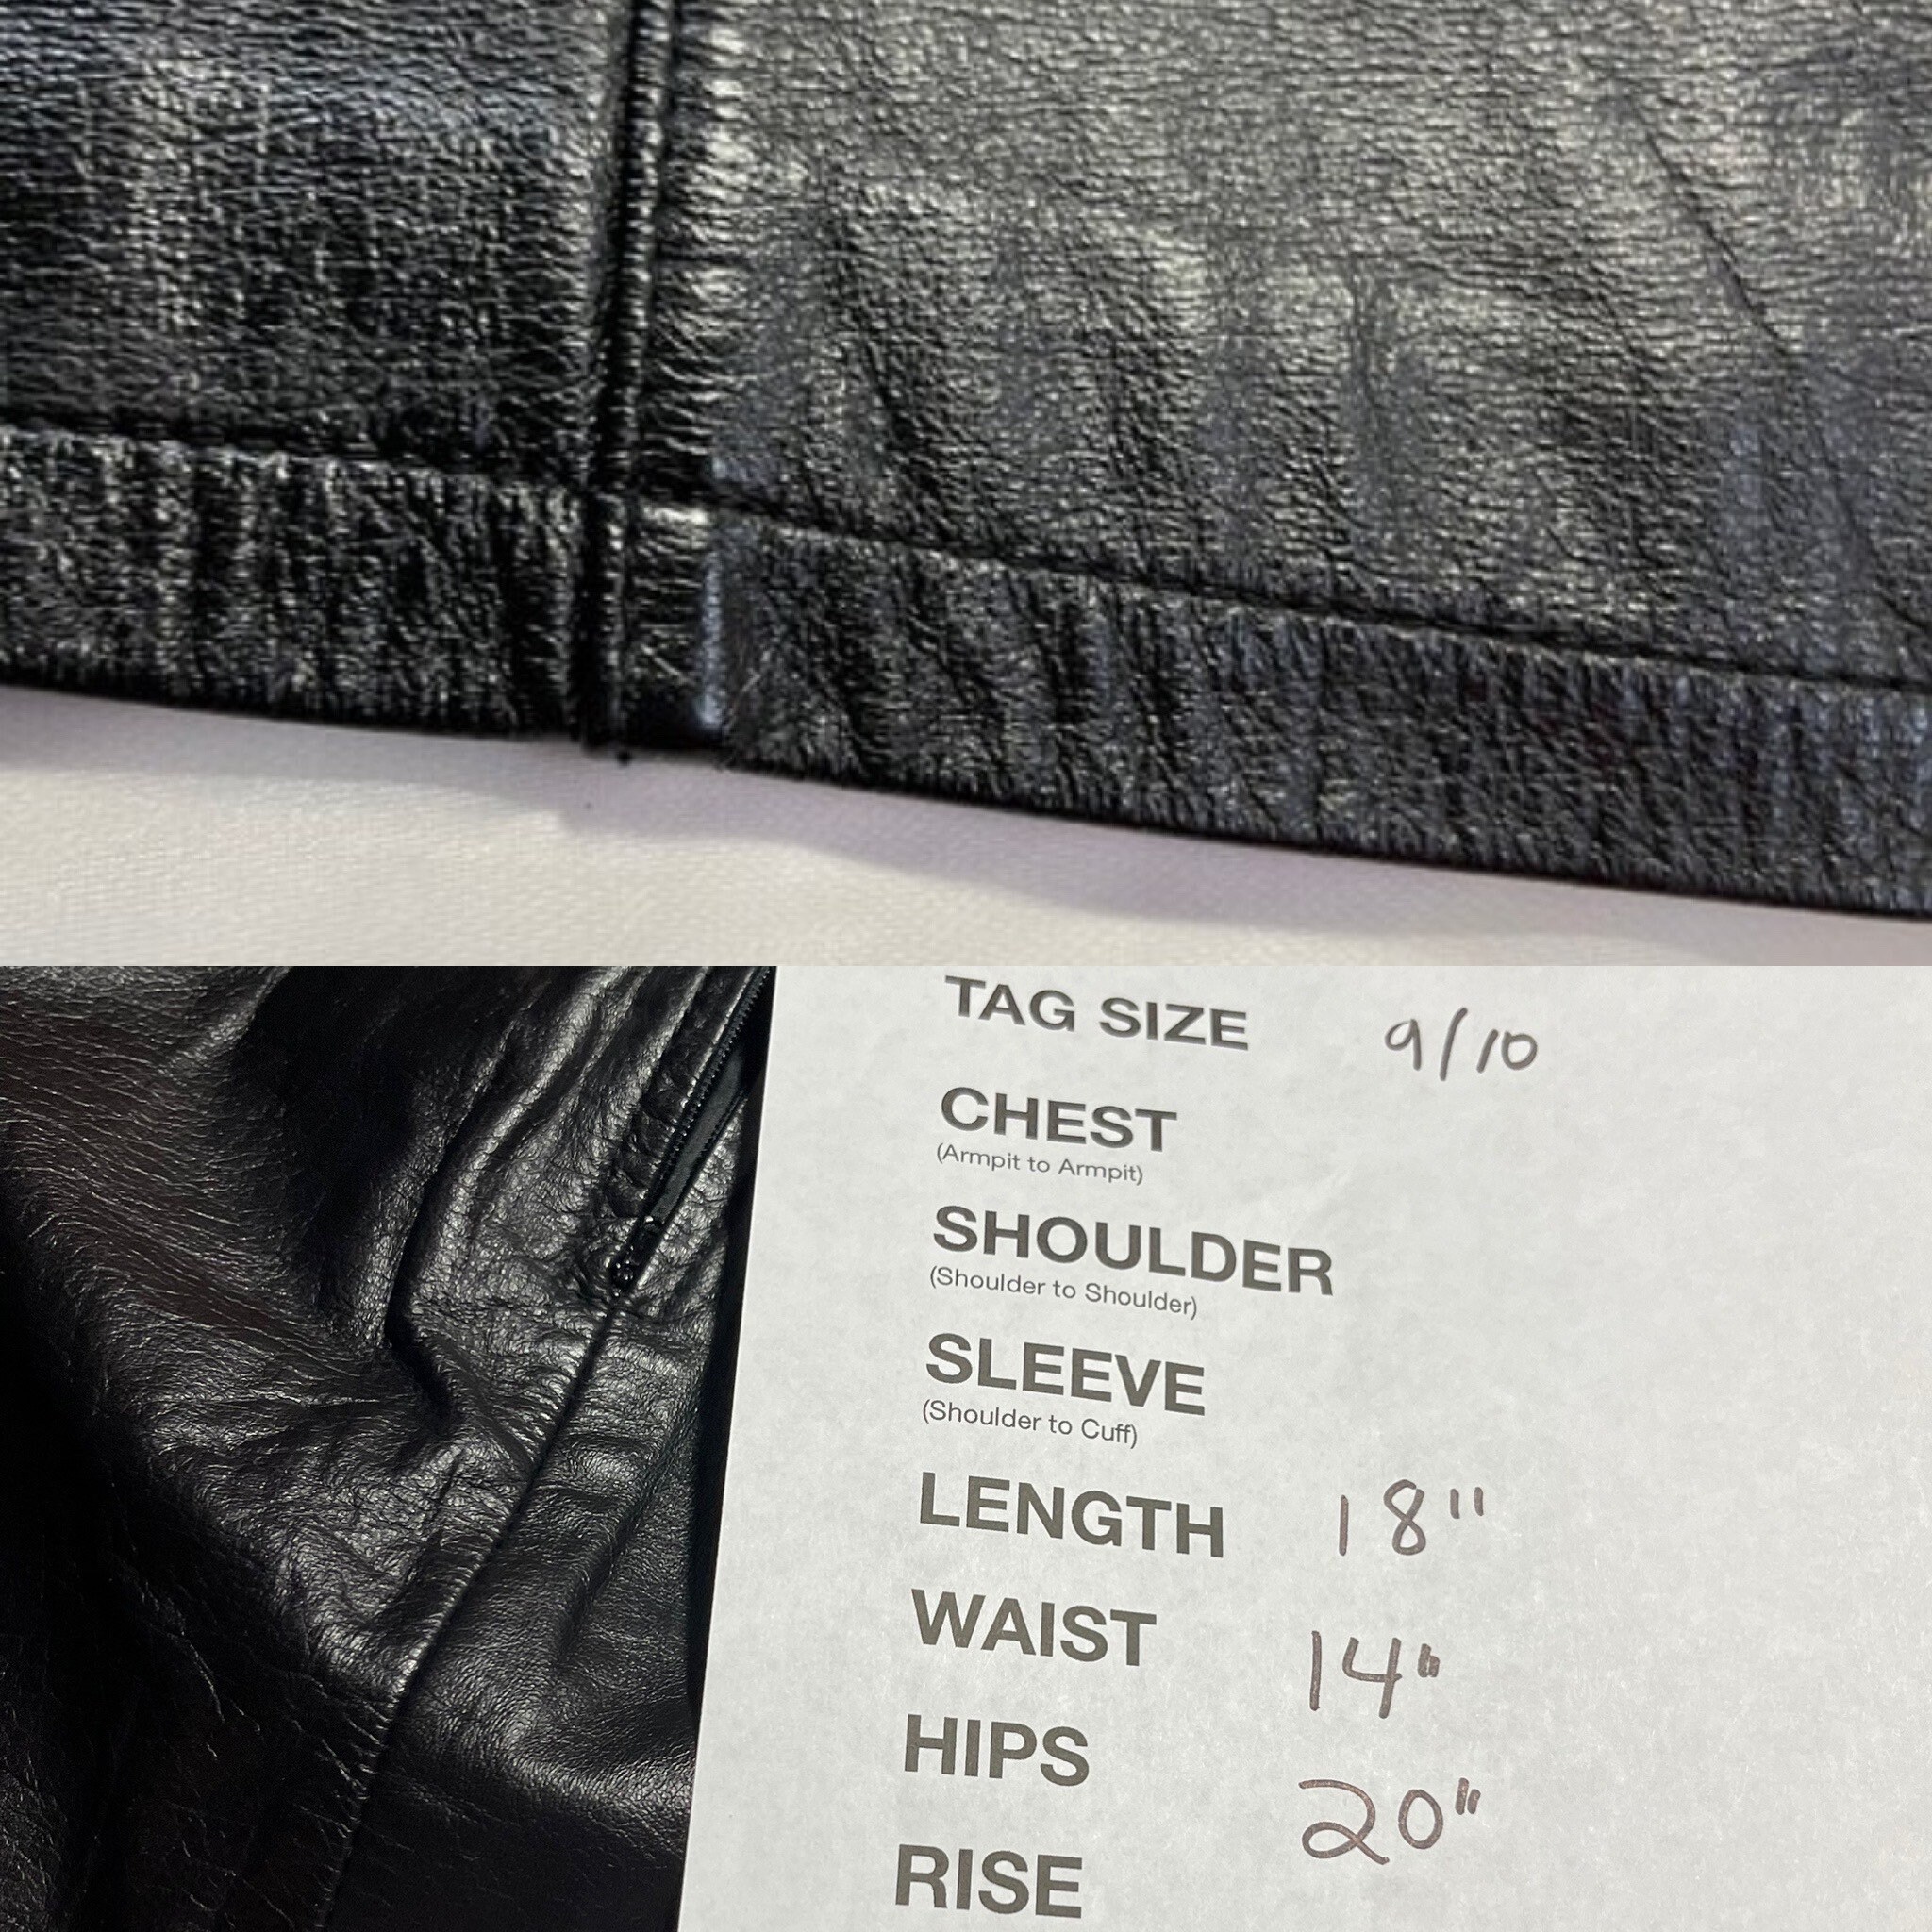 TAG SIZE 9/10
CHEST
(Armpit to Armpit)
SHOULDER
(Shoulder to Shoulder)
SLEEVE
(Shoulder to Cuff)
LENGTH 18"
WAIST 14"
HIPS 20"
RISE